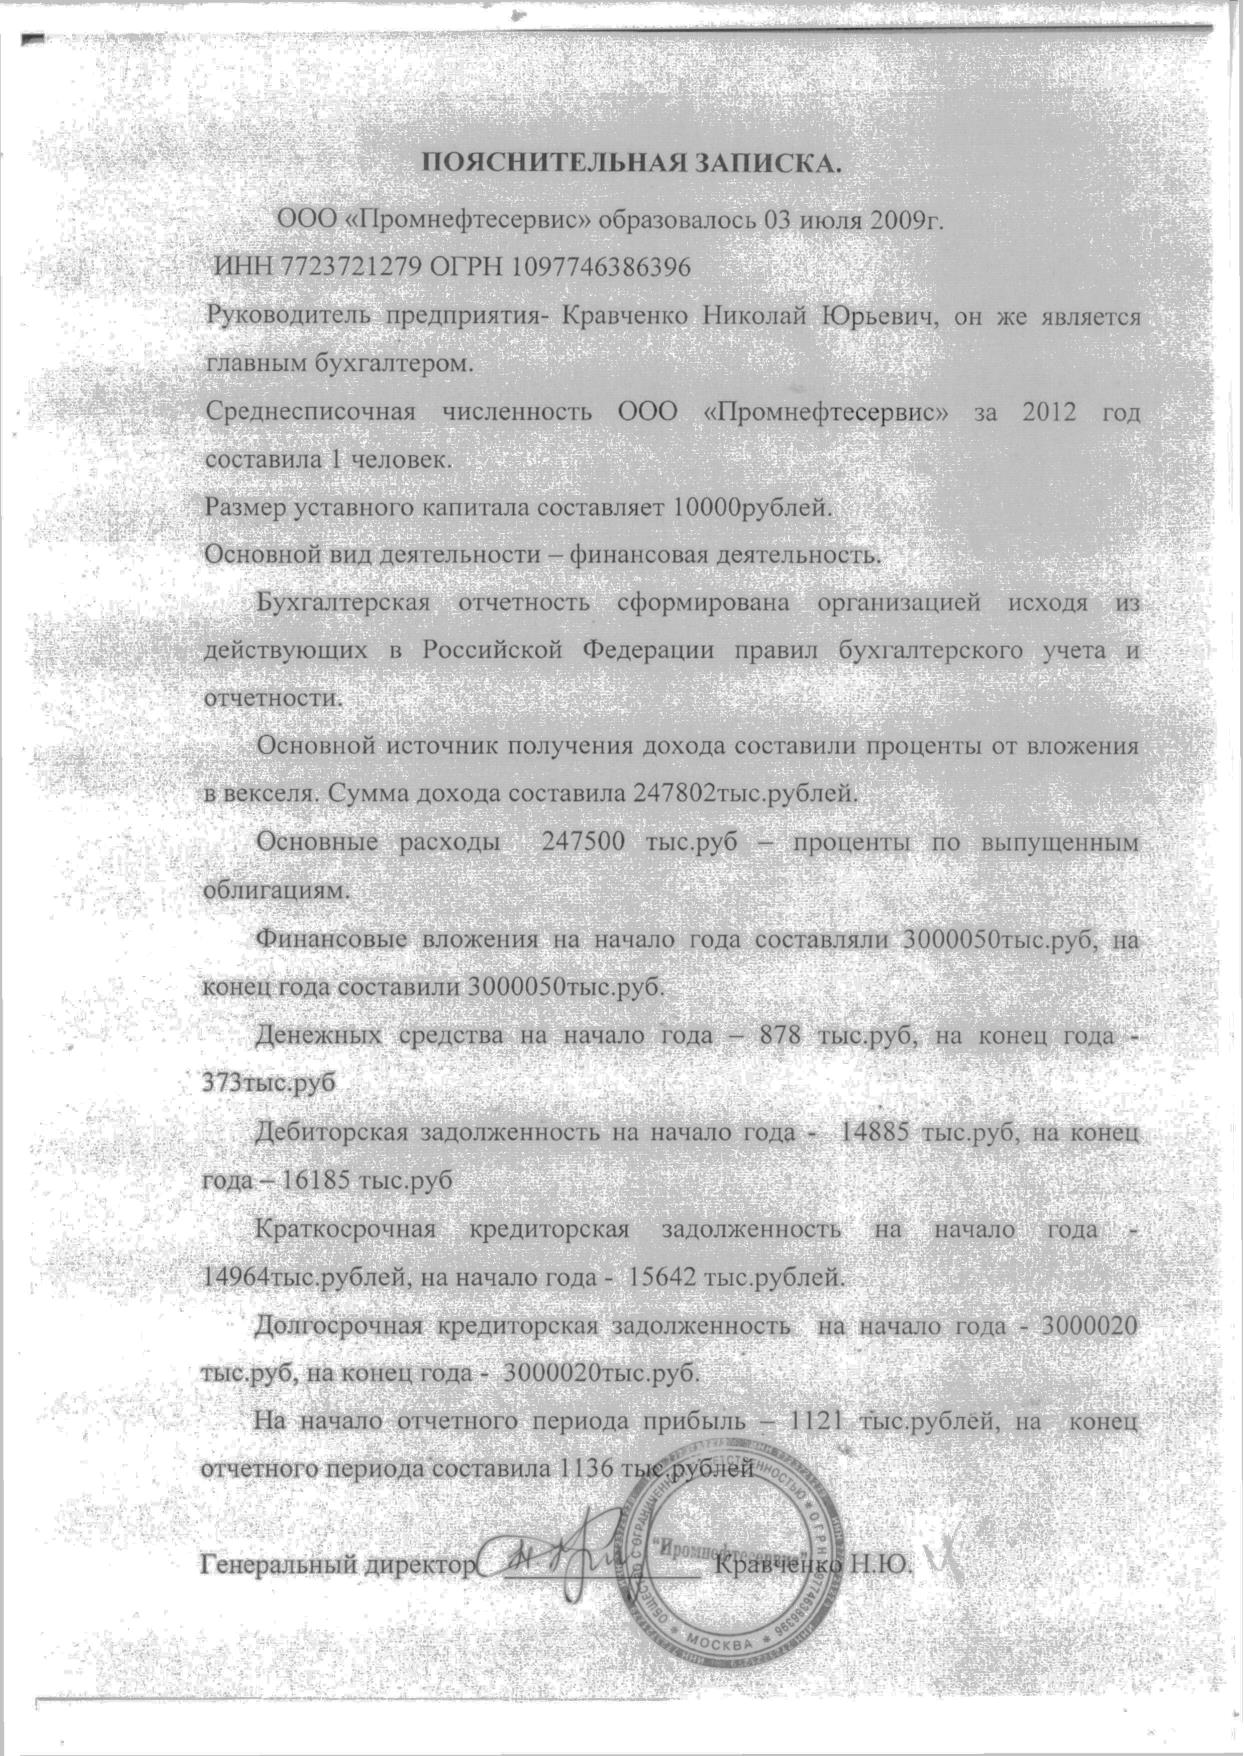 ПОЯСНИТЕЛЬНАЯ ЗАПИСКА.
ООО «Промнефтесервис» образовалось 03 июля 2009г.
ИНН 7723721279 ОГРН 1097746386396
Руководитель предприятия- Кравченко Николай Юрьевич, он же является
главным бухгалтером.
Среднесписочная численность ООО «Промнефтесервис» за 2012 год
составила 1 человек.
Размер уставного капитала составляет 10000рублей.
Основной вид деятельности – финансовая деятельность.
Бухгалтерская отчетность сформирована организацией исходя из
действующих в Российской Федерации правил бухгалтерского учета и
отчетности.
Основной источник получения дохода составили проценты от вложения
в векселя. Сумма дохода составила 247802тыс.рублей.
Основные расходы 247500 тыс.руб – проценты по выпущенным
облигациям.
Финансовые вложения на начало года составляли 3000050тыс.руб, на
конец года составили 3000050тыс.руб.
Денежных средства на начало года – 878 тыс.руб, на конец года -
373тыс.руб
Дебиторская задолженность на начало года - 14885 тыс.руб, на конец
года – 16185 тыс.руб
Краткосрочная кредиторская задолженность на начало года -
14964тыс.рублей, на начало года - 15642 тыс.рублей.
Долгосрочная кредиторская задолженность на начало года - 3000020
тыс.руб, на конец года - 3000020тыс.руб.
На начало отчетного периода прибыль – 1121 тыс.рублей, на конец
отчетного периода составила 1136 тыс.рублей
Генеральный директор Кравченко Н.Ю.
"Промнефтесервис"
ОБЩЕСТВО С ОГРАНИЧЕННОЙ ОТВЕТСТВЕННОСТЬЮ * ОГРН 1097746386396
* МОСКВА *